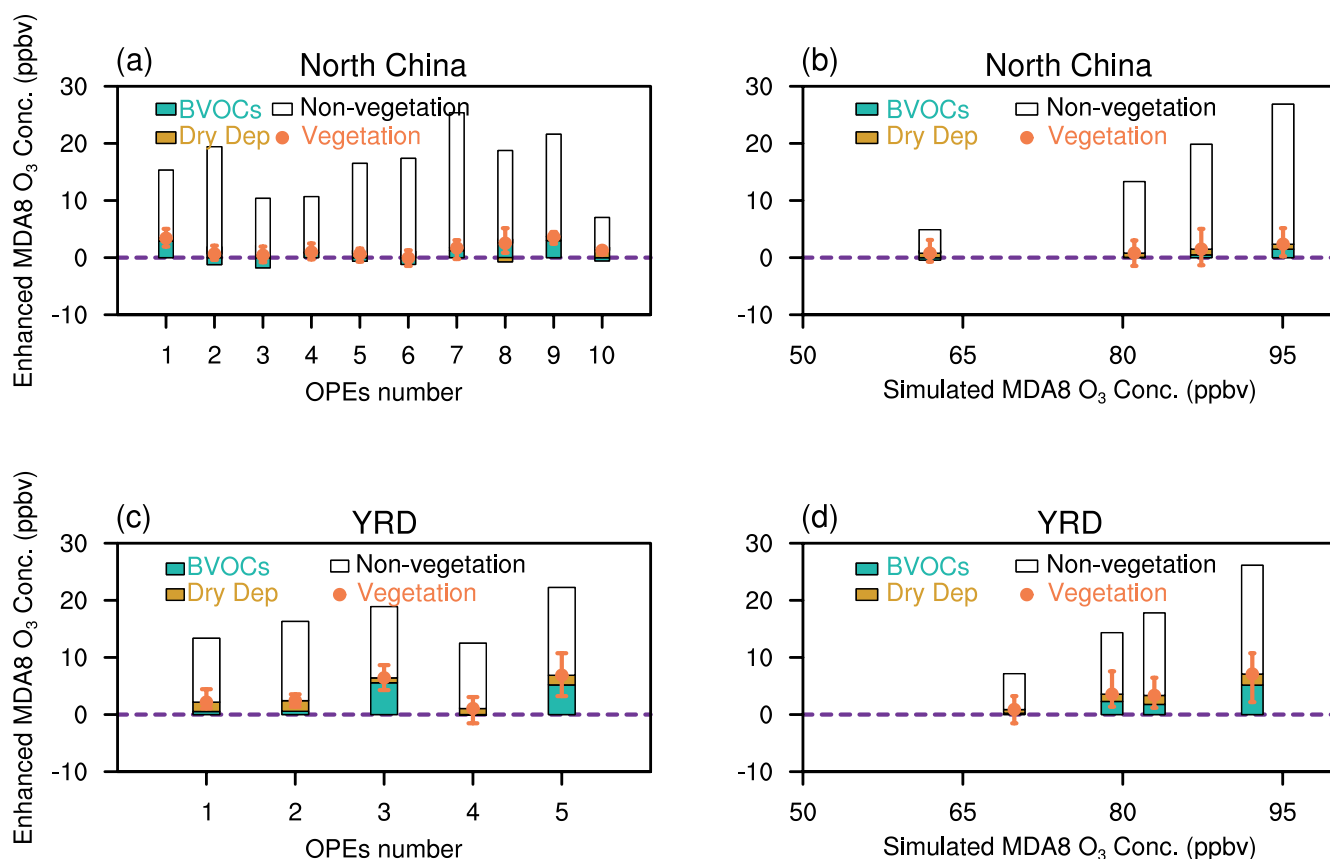 (a) North China
Enhanced MDA8 O₃ Conc. (ppbv)
30
20
10
0
-10
BVOCs Non-vegetation
Dry Dep Vegetation
1 2 3 4 5 6 7 8 9 10
OPEs number
(b) North China
30
20
10
0
-10
BVOCs Non-vegetation
Dry Dep Vegetation
50 65 80 95
Simulated MDA8 O₃ Conc. (ppbv)
(c) YRD
Enhanced MDA8 O₃ Conc. (ppbv)
30
20
10
0
-10
BVOCs Non-vegetation
Dry Dep Vegetation
1 2 3 4 5
OPEs number
(d) YRD
30
20
10
0
-10
BVOCs Non-vegetation
Dry Dep Vegetation
50 65 80 95
Simulated MDA8 O₃ Conc. (ppbv)